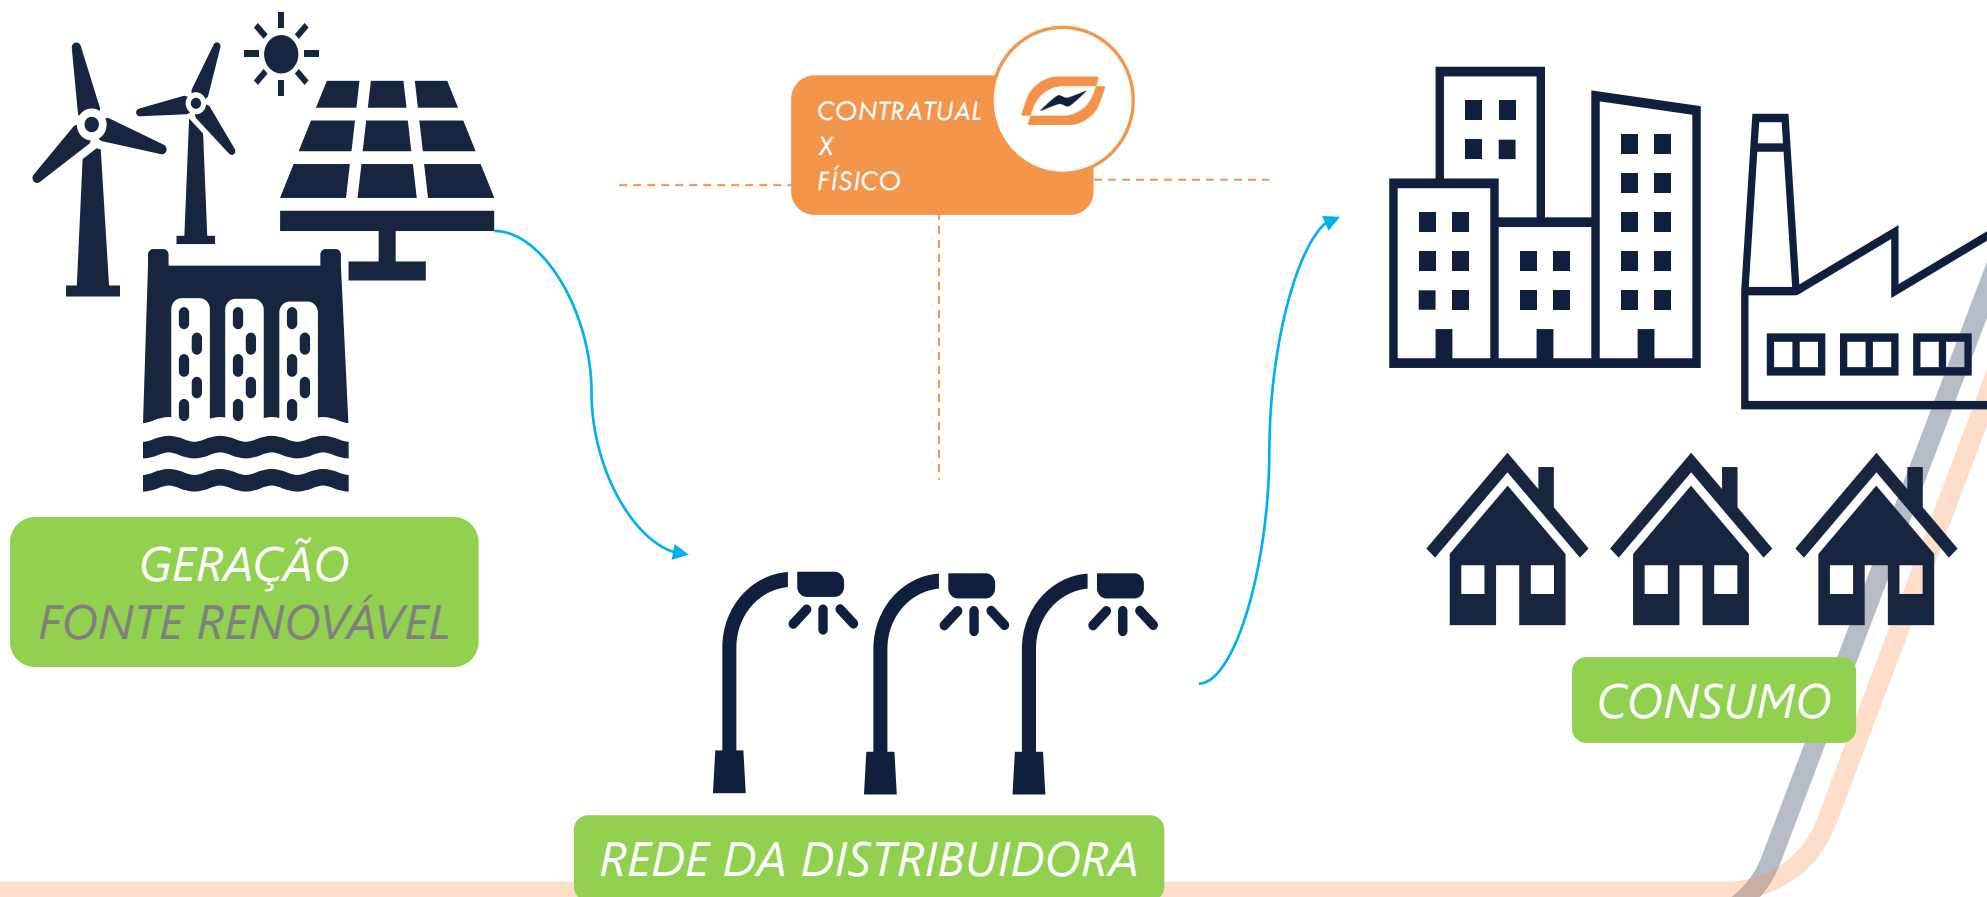 CONTRATUAL
X
FÍSICO
GERAÇÃO
FONTE RENOVÁVEL
CONSUMO
REDE DA DISTRIBUIDORA